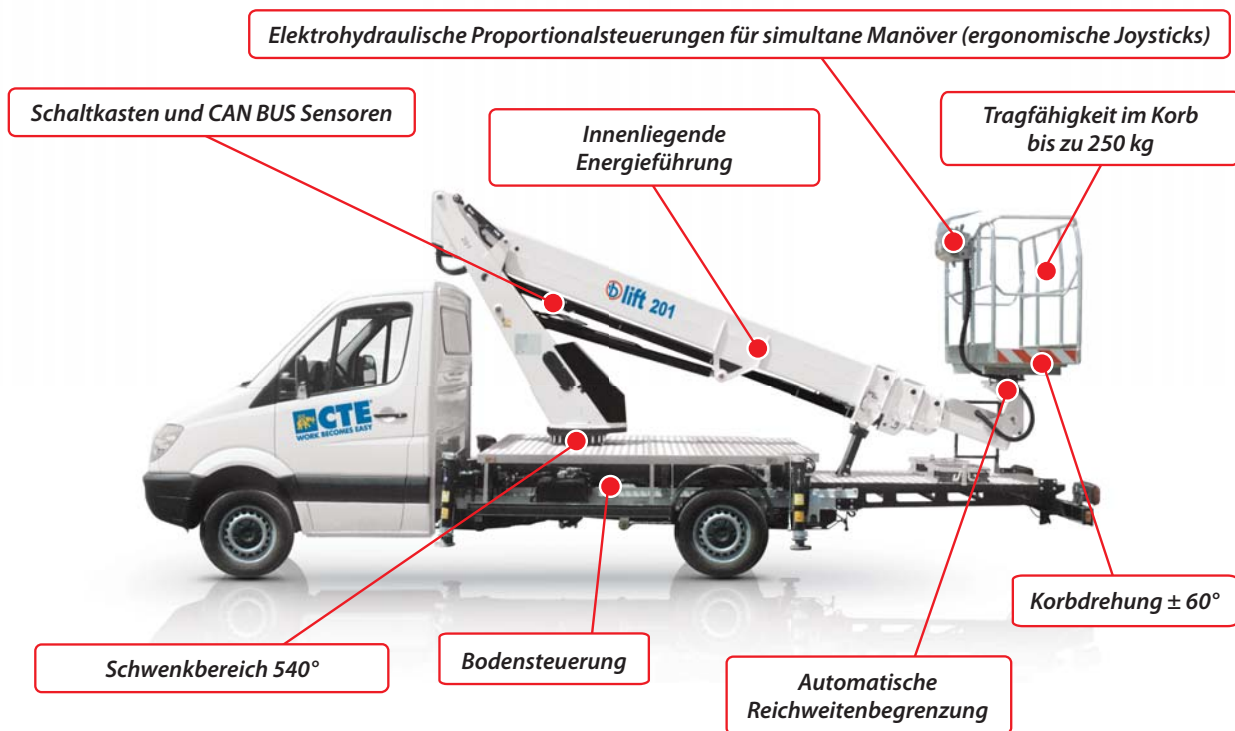 Elektrohydraulische Proportionalsteuerungen für simultane Manöver (ergonomische Joysticks)
Schaltkasten und CAN BUS Sensoren
Innenliegende
Energieführung
Tragfähigkeit im Korb
bis zu 250 kg
201
b lift 201
CTE
WORK BECOMES EASY
Korbdrehung ± 60°
Schwenkbereich 540°
Bodensteuerung
Automatische
Reichweitenbegrenzung